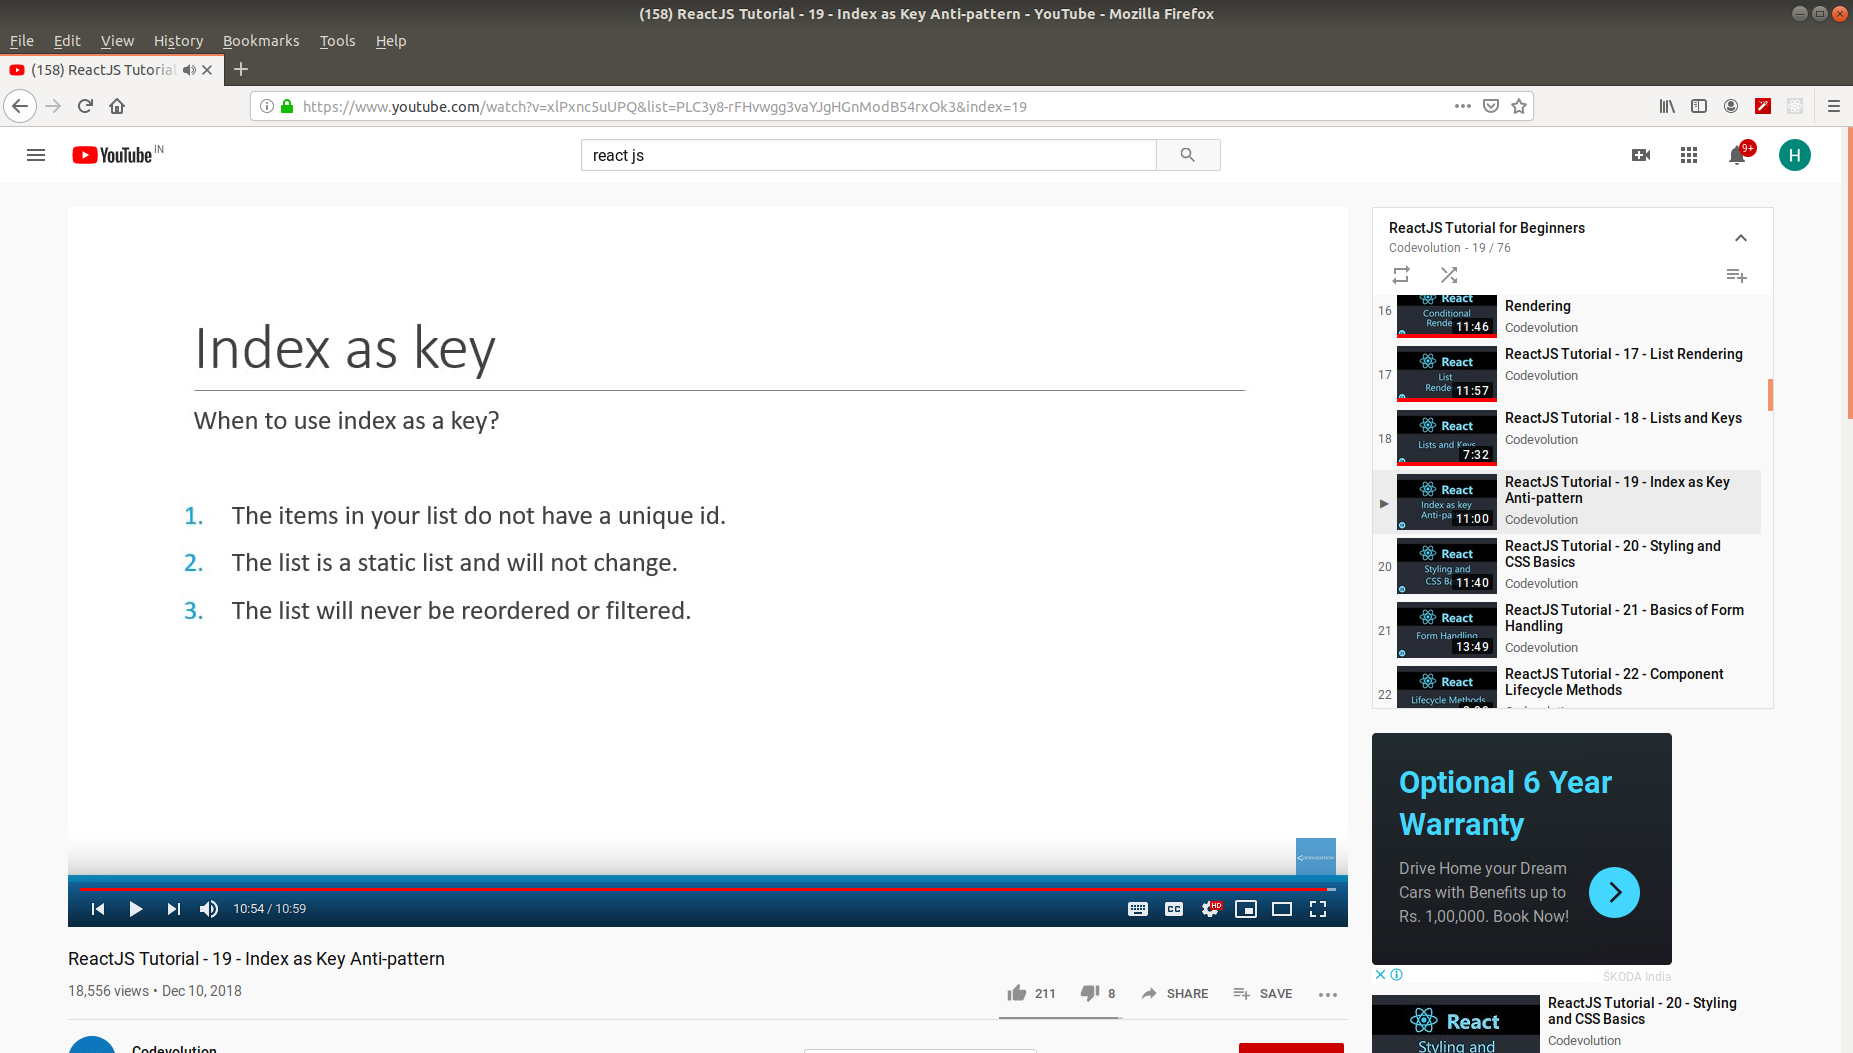 (158) ReactJS Tutorial - 19 - Index as Key Anti-pattern - YouTube - Mozilla Firefox
File Edit View History Bookmarks Tools Help
(158) ReactJS Tutorial
https://www.youtube.com/watch?v=xlPxnc5uUPQ&list=PLC3y8-rFHvwgg3vaYJgHGnModB54rxOk3&index=19
YouTube IN
react js
9+
H
Index as key
When to use index as a key?
1. The items in your list do not have a unique id.
2. The list is a static list and will not change.
3. The list will never be reordered or filtered.
CODEVOLUTION
10:54 / 10:59
CC
HD
ReactJS Tutorial - 19 - Index as Key Anti-pattern
18,556 views • Dec 10, 2018
211 8 SHARE SAVE
Codevolution
ReactJS Tutorial for Beginners
Codevolution - 19 / 76
16
React
Conditional
Rende
11:46
Rendering
Codevolution
17
React
List
Rende
11:57
ReactJS Tutorial - 17 - List Rendering
Codevolution
18
React
Lists and Keys
7:32
ReactJS Tutorial - 18 - Lists and Keys
Codevolution
React
Index as key
Anti-pa
11:00
ReactJS Tutorial - 19 - Index as Key
Anti-pattern
Codevolution
20
React
Styling and
CSS Ba
11:40
ReactJS Tutorial - 20 - Styling and
CSS Basics
Codevolution
21
React
Form Handling
13:49
ReactJS Tutorial - 21 - Basics of Form
Handling
Codevolution
22
React
Lifecycle Methods
ReactJS Tutorial - 22 - Component
Lifecycle Methods
Optional 6 Year
Warranty
Drive Home your Dream
Cars with Benefits up to
Rs. 1,00,000. Book Now!
ŠKODA India
React
Styling and
ReactJS Tutorial - 20 - Styling
and CSS Basics
Codevolution